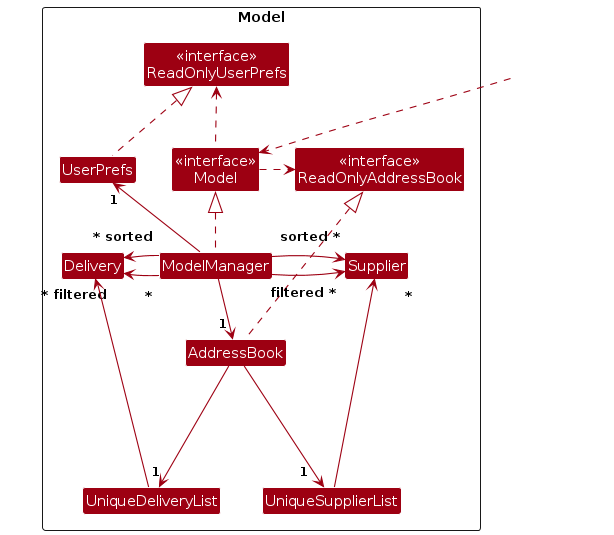 Model
«interface»
ReadOnlyUserPrefs
UserPrefs
«interface»
Model
«interface»
ReadOnlyAddressBook
1
* sorted
sorted *
Delivery
ModelManager
Supplier
* filtered
*
filtered *
*
1
AddressBook
1
1
UniqueDeliveryList
UniqueSupplierList